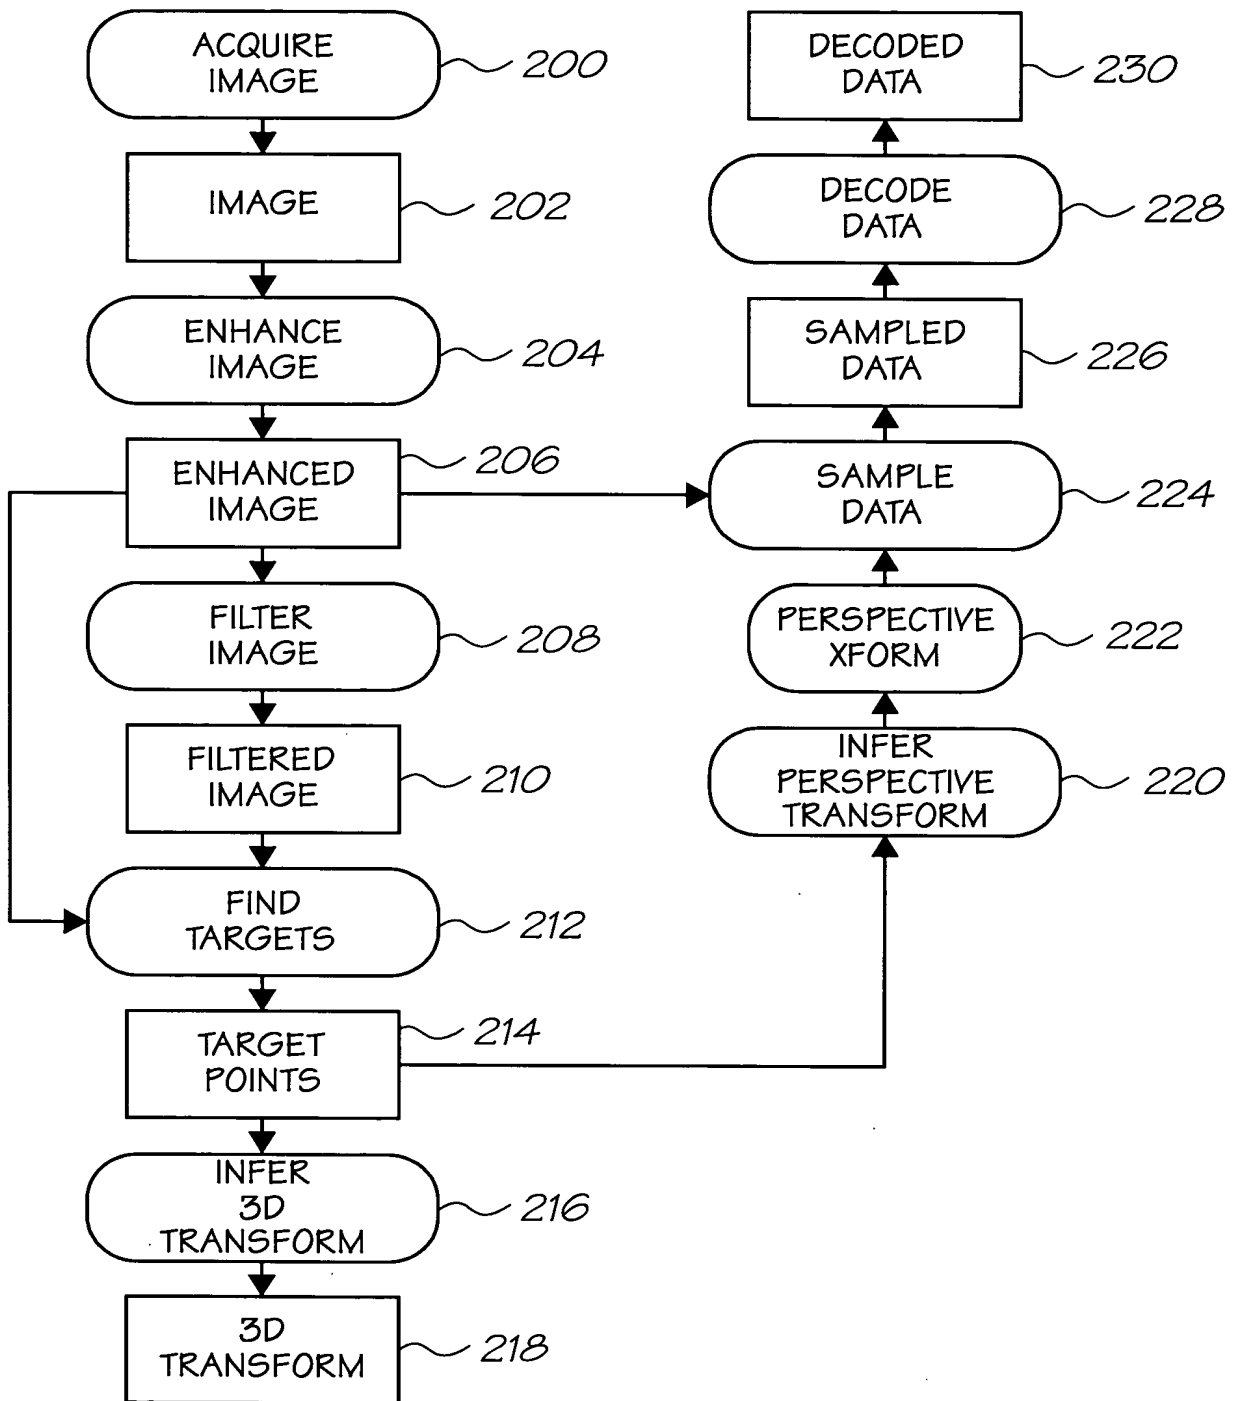 ACQUIRE
IMAGE
200
IMAGE
202
ENHANCE
IMAGE
204
ENHANCED
IMAGE
206
FILTER
IMAGE
208
FILTERED
IMAGE
210
FIND
TARGETS
212
TARGET
POINTS
214
INFER
3D
TRANSFORM
216
3D
TRANSFORM
218
DECODED
DATA
230
DECODE
DATA
228
SAMPLED
DATA
226
SAMPLE
DATA
224
PERSPECTIVE
XFORM
222
INFER
PERSPECTIVE
TRANSFORM
220